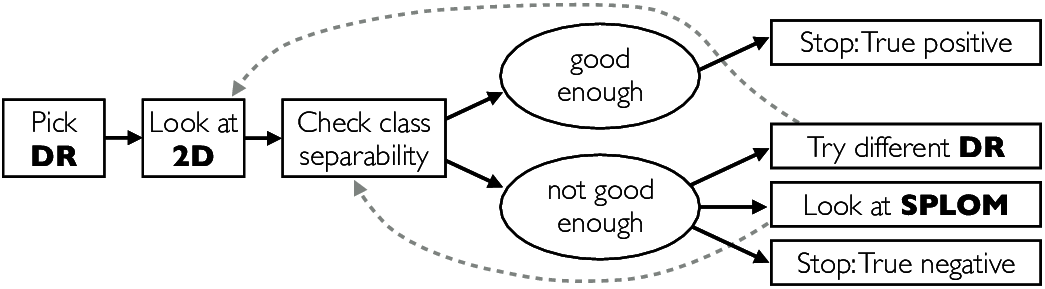 Pick
DR
Look at
2D
Check class
separability
good
enough
not good
enough
Stop: True positive
Try different DR
Look at SPLOM
Stop: True negative